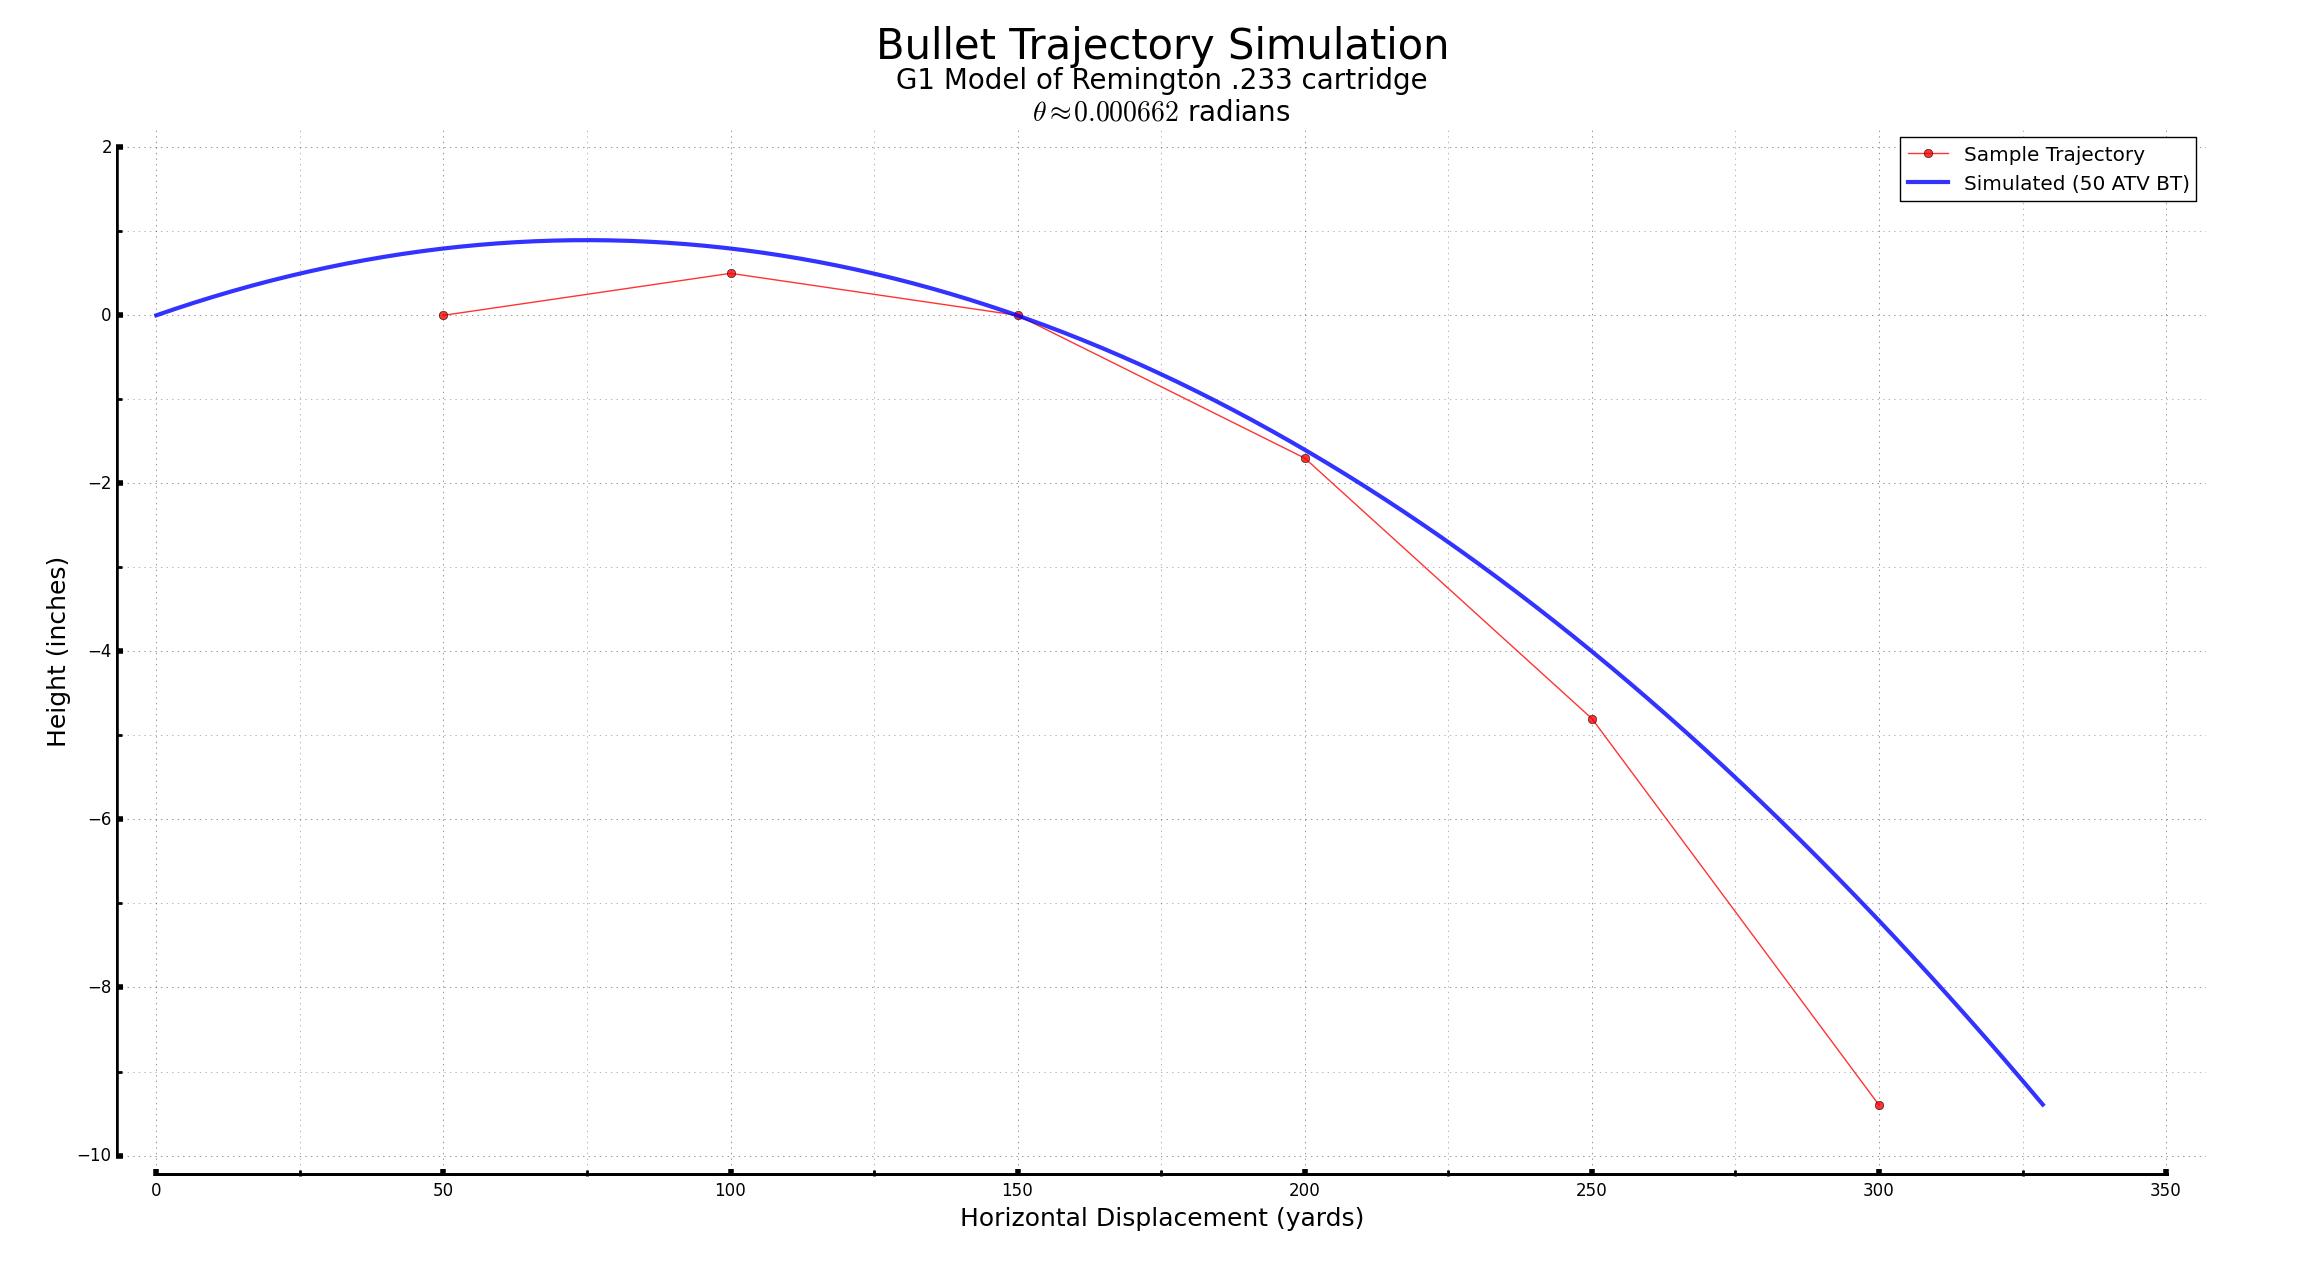 Bullet Trajectory Simulation
G1 Model of Remington .233 cartridge
θ≈0.000662 radians
Sample Trajectory
Simulated (50 ATV BT)
2
0
−2
−4
−6
−8
−10
Height (inches)
0 50 100 150 200 250 300 350
Horizontal Displacement (yards)